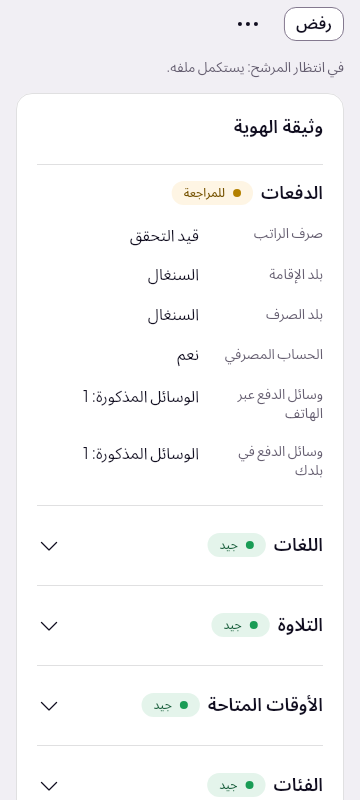 رفض
في انتظار المرشح: يستكمل ملفه.
وثيقة الهوية
الدفعات للمراجعة
صرف الراتب قيد التحقق
بلد الإقامة السنغال
بلد الصرف السنغال
الحساب المصرفي نعم
وسائل الدفع عبر الهاتف الوسائل المذكورة: 1
وسائل الدفع في بلدك الوسائل المذكورة: 1
اللغات جيد
التلاوة جيد
الأوقات المتاحة جيد
الفئات جيد